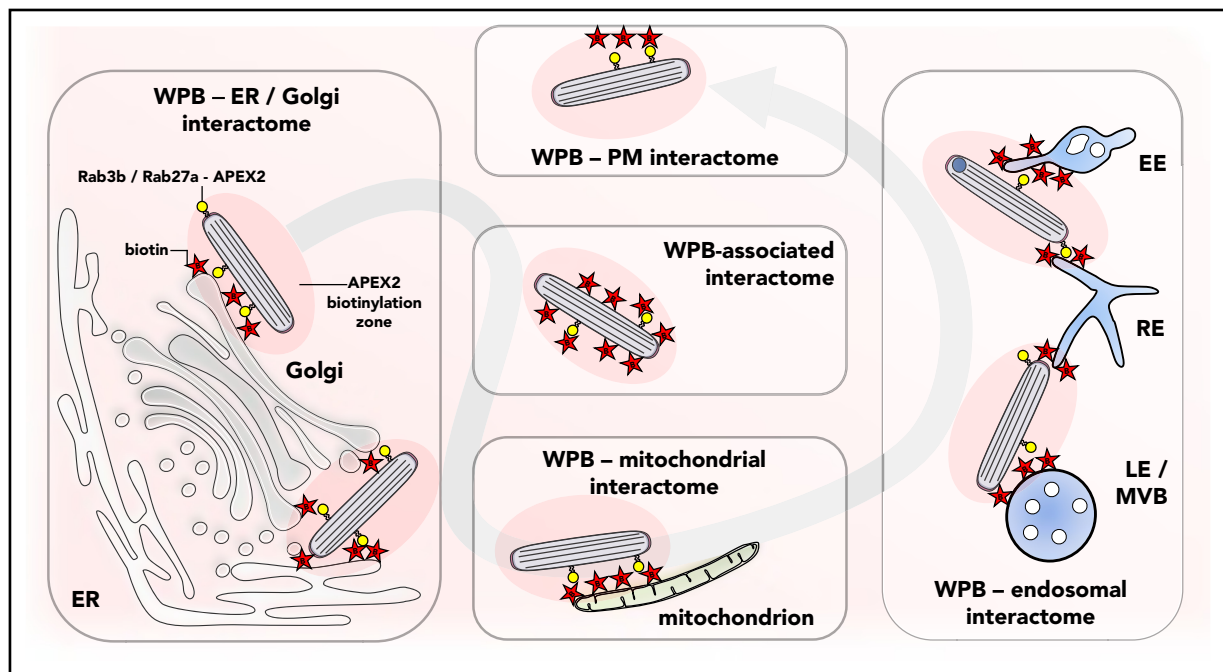 WPB – ER / Golgi
interactome
Rab3b / Rab27a - APEX2
biotin
APEX2
biotinylation
zone
Golgi
ER
WPB – PM interactome
WPB-associated
interactome
WPB – mitochondrial
interactome
mitochondrion
EE
RE
LE /
MVB
WPB – endosomal
interactome